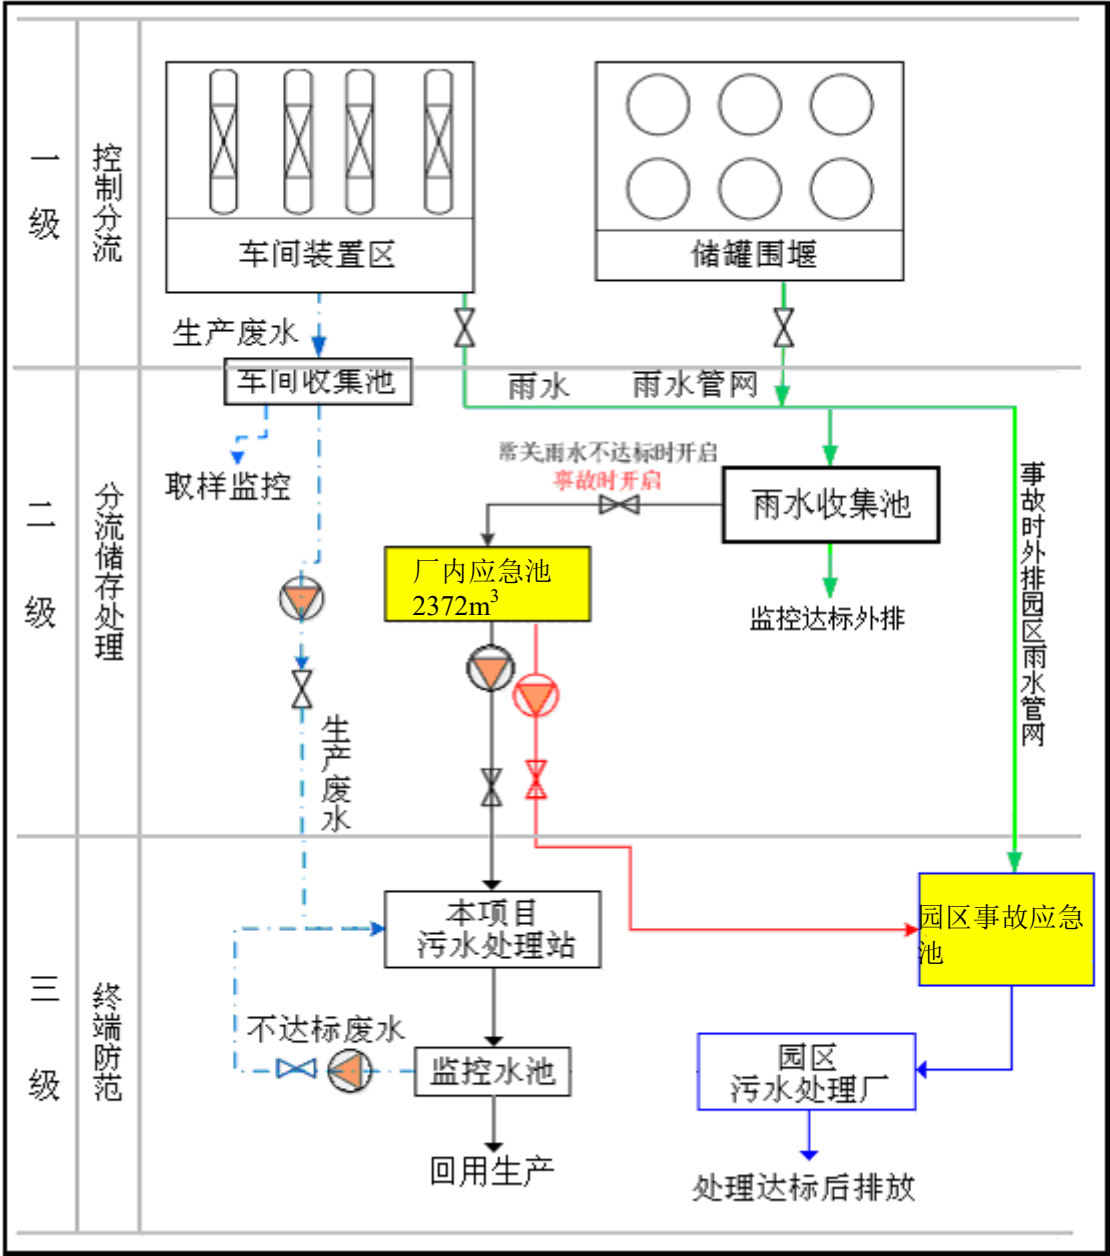 一级
控制分流
车间装置区
储罐围堰
生产废水
车间收集池
雨水
雨水管网
取样监控
常关,雨水不达标时开启
事故时开启
雨水收集池
二级
分流储存处理
厂内应急池
2372m³
监控达标外排
事故时外排园区雨水管网
生产废水
三级
终端防范
本项目
污水处理站
园区事故应急
池
不达标废水
监控水池
园区
污水处理厂
回用生产
处理达标后排放